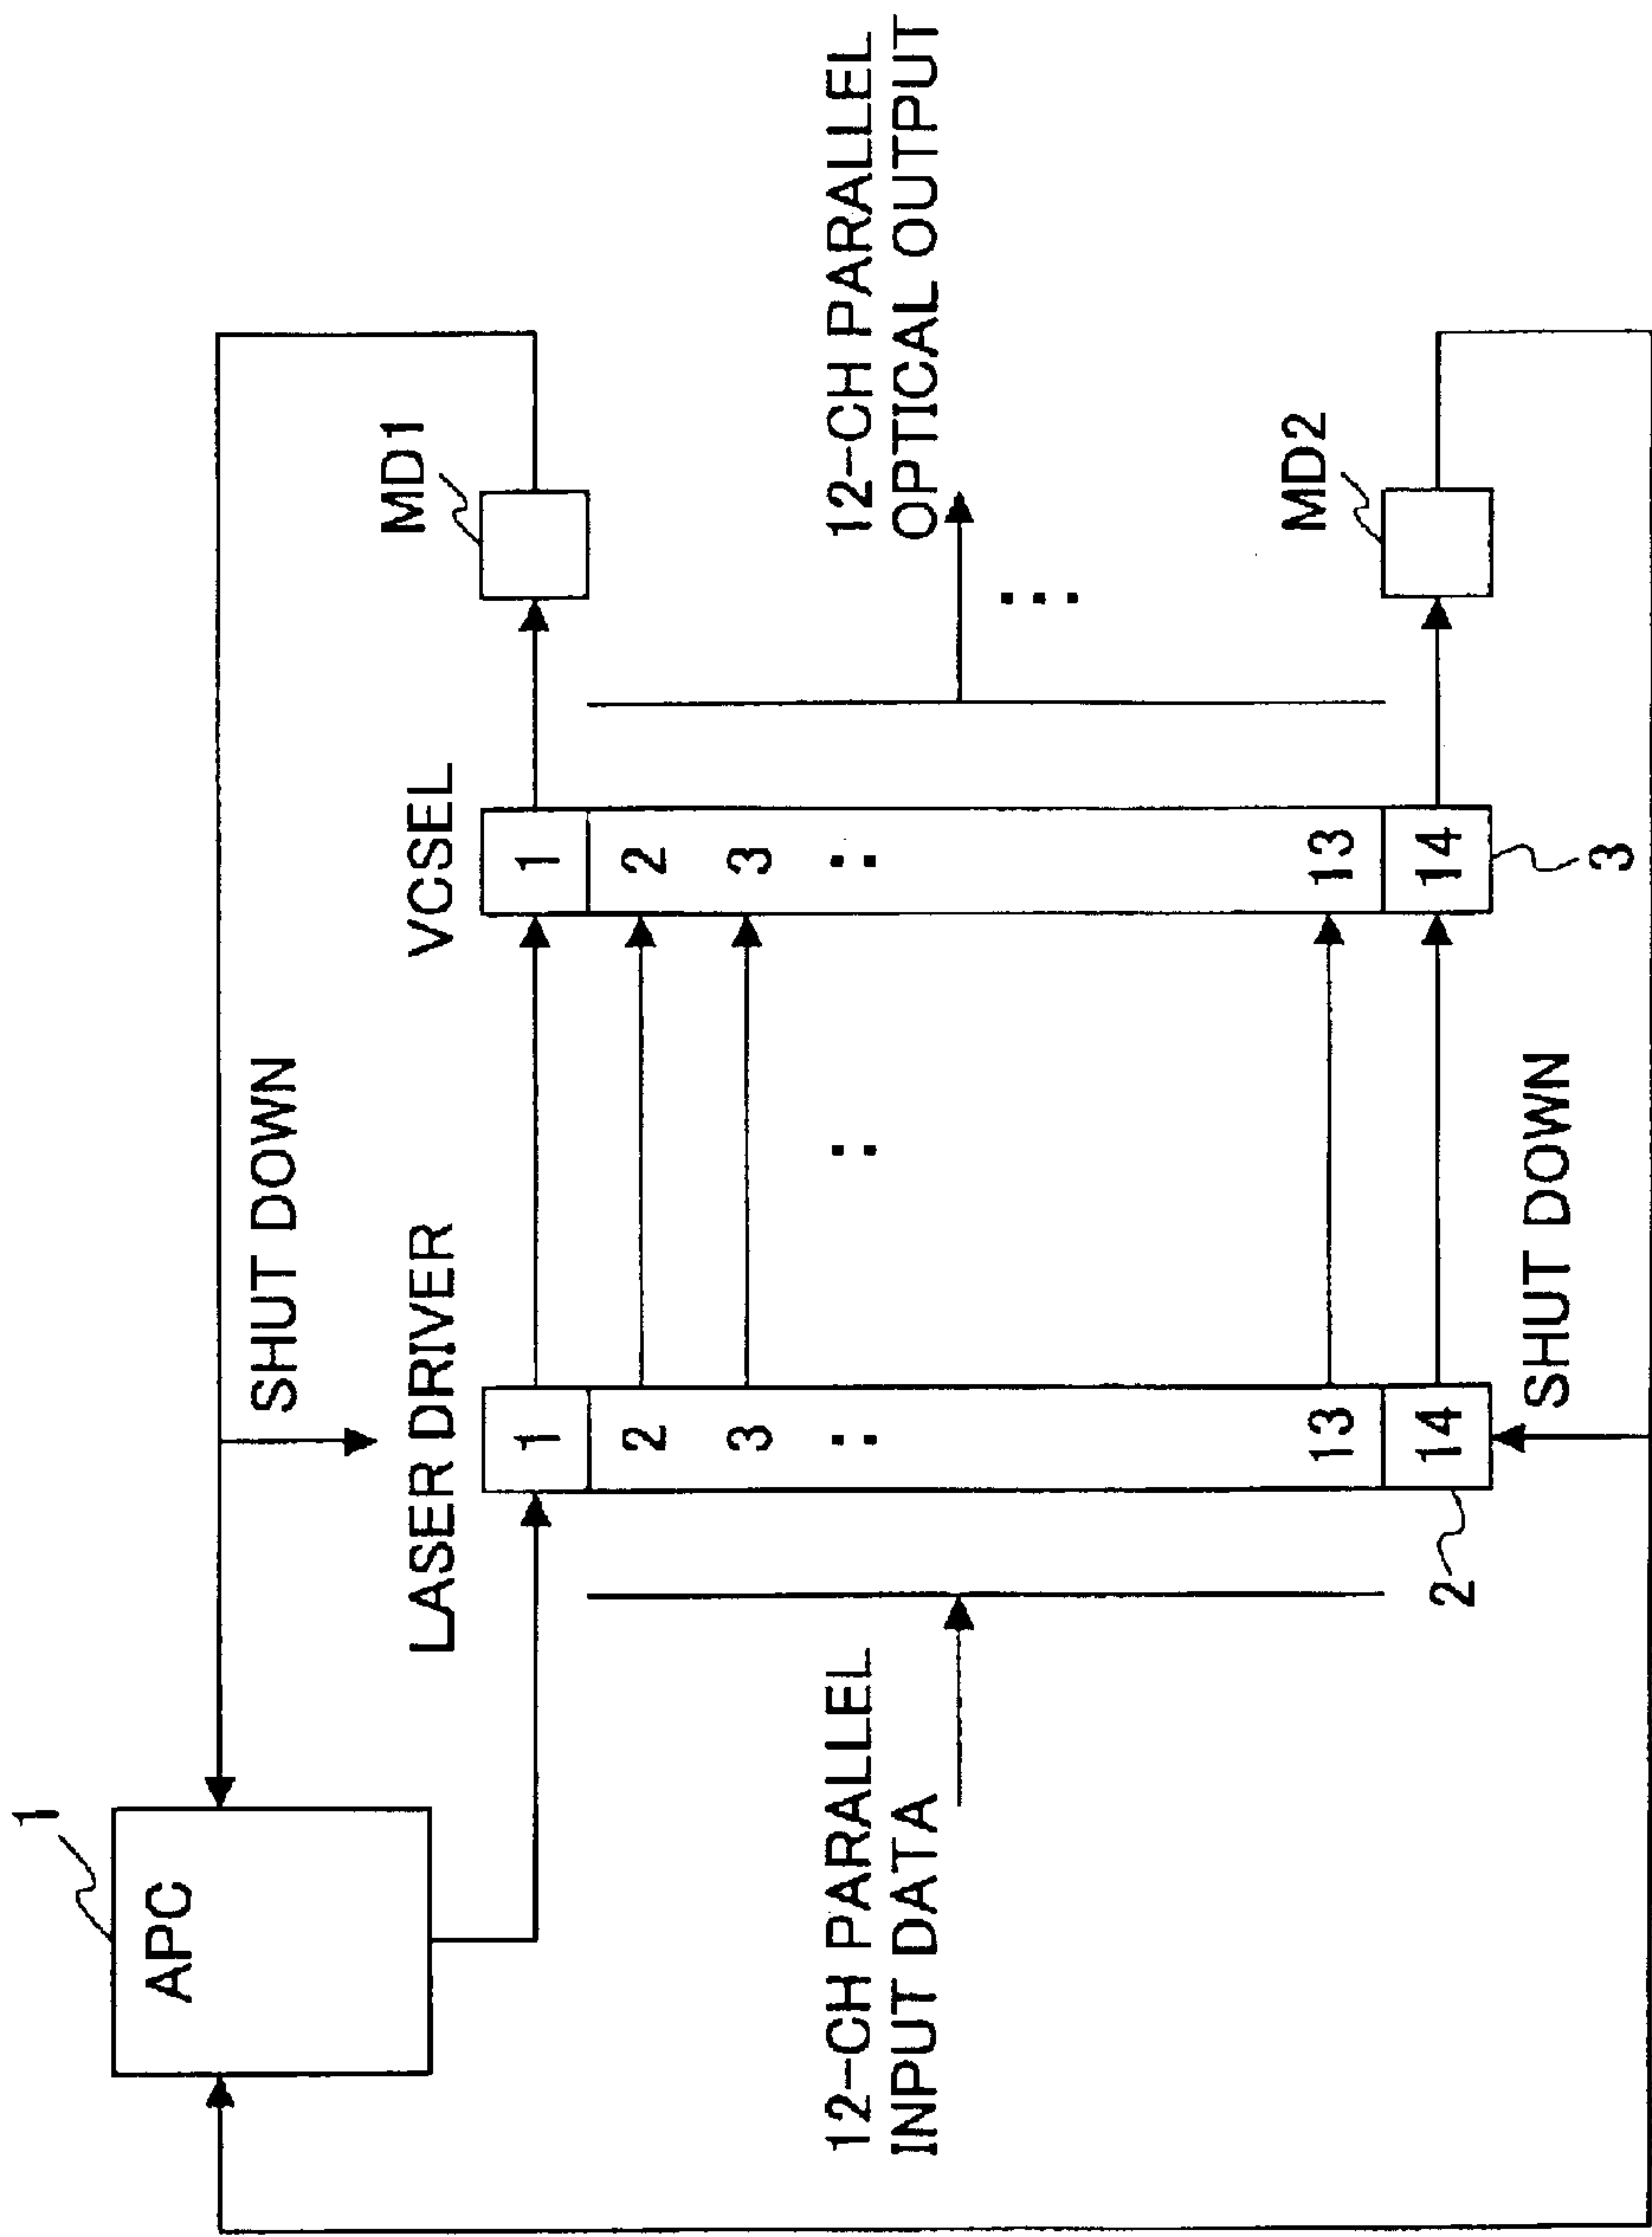 1
APC
SHUT DOWN
LASER DRIVER
VCSEL
MD1
1
2
3
:
13
14
1
2
3
:
13
14
:
12-CH PARALLEL
INPUT DATA
12-CH PARALLEL
OPTICAL OUTPUT
...
MD2
2
SHUT DOWN
3